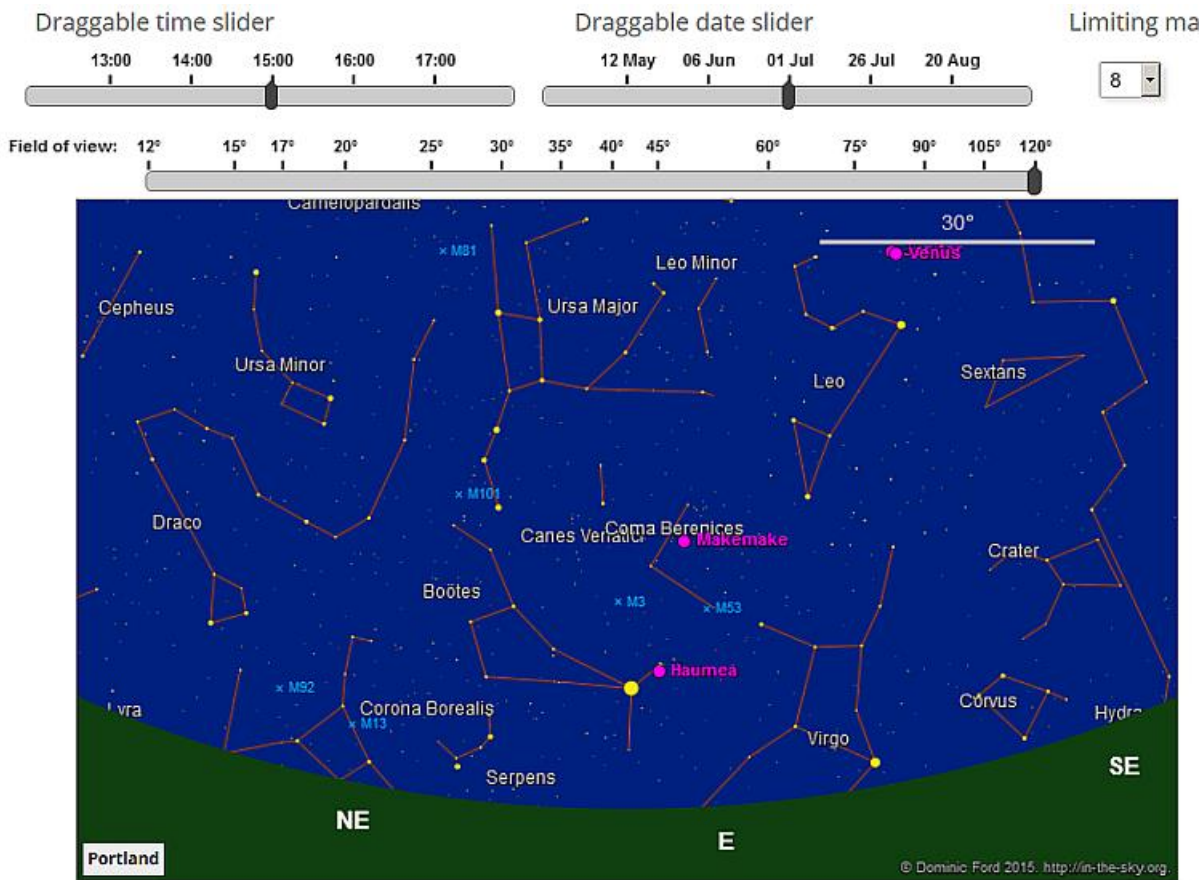 Draggable time slider
Draggable date slider
Limiting ma
13:00 14:00 15:00 16:00 17:00
12 May 06 Jun 01 Jul 26 Jul 20 Aug
8
Field of view: 12° 15° 17° 20° 25° 30° 35° 40° 45° 60° 75° 90° 105° 120°
Camelopardalis
30°
M81
Venus
Leo Minor
Cepheus
Ursa Major
Ursa Minor
Leo
Sextans
M101
Draco
Canes Venatici
Coma Berenices
Makemake
Crater
Boötes
M3
M53
Haumea
M92
Lyra
Corona Borealis
M13
Corvus
Hydra
Virgo
Serpens
SE
NE
E
Portland
© Dominic Ford 2015. http://in-the-sky.org.